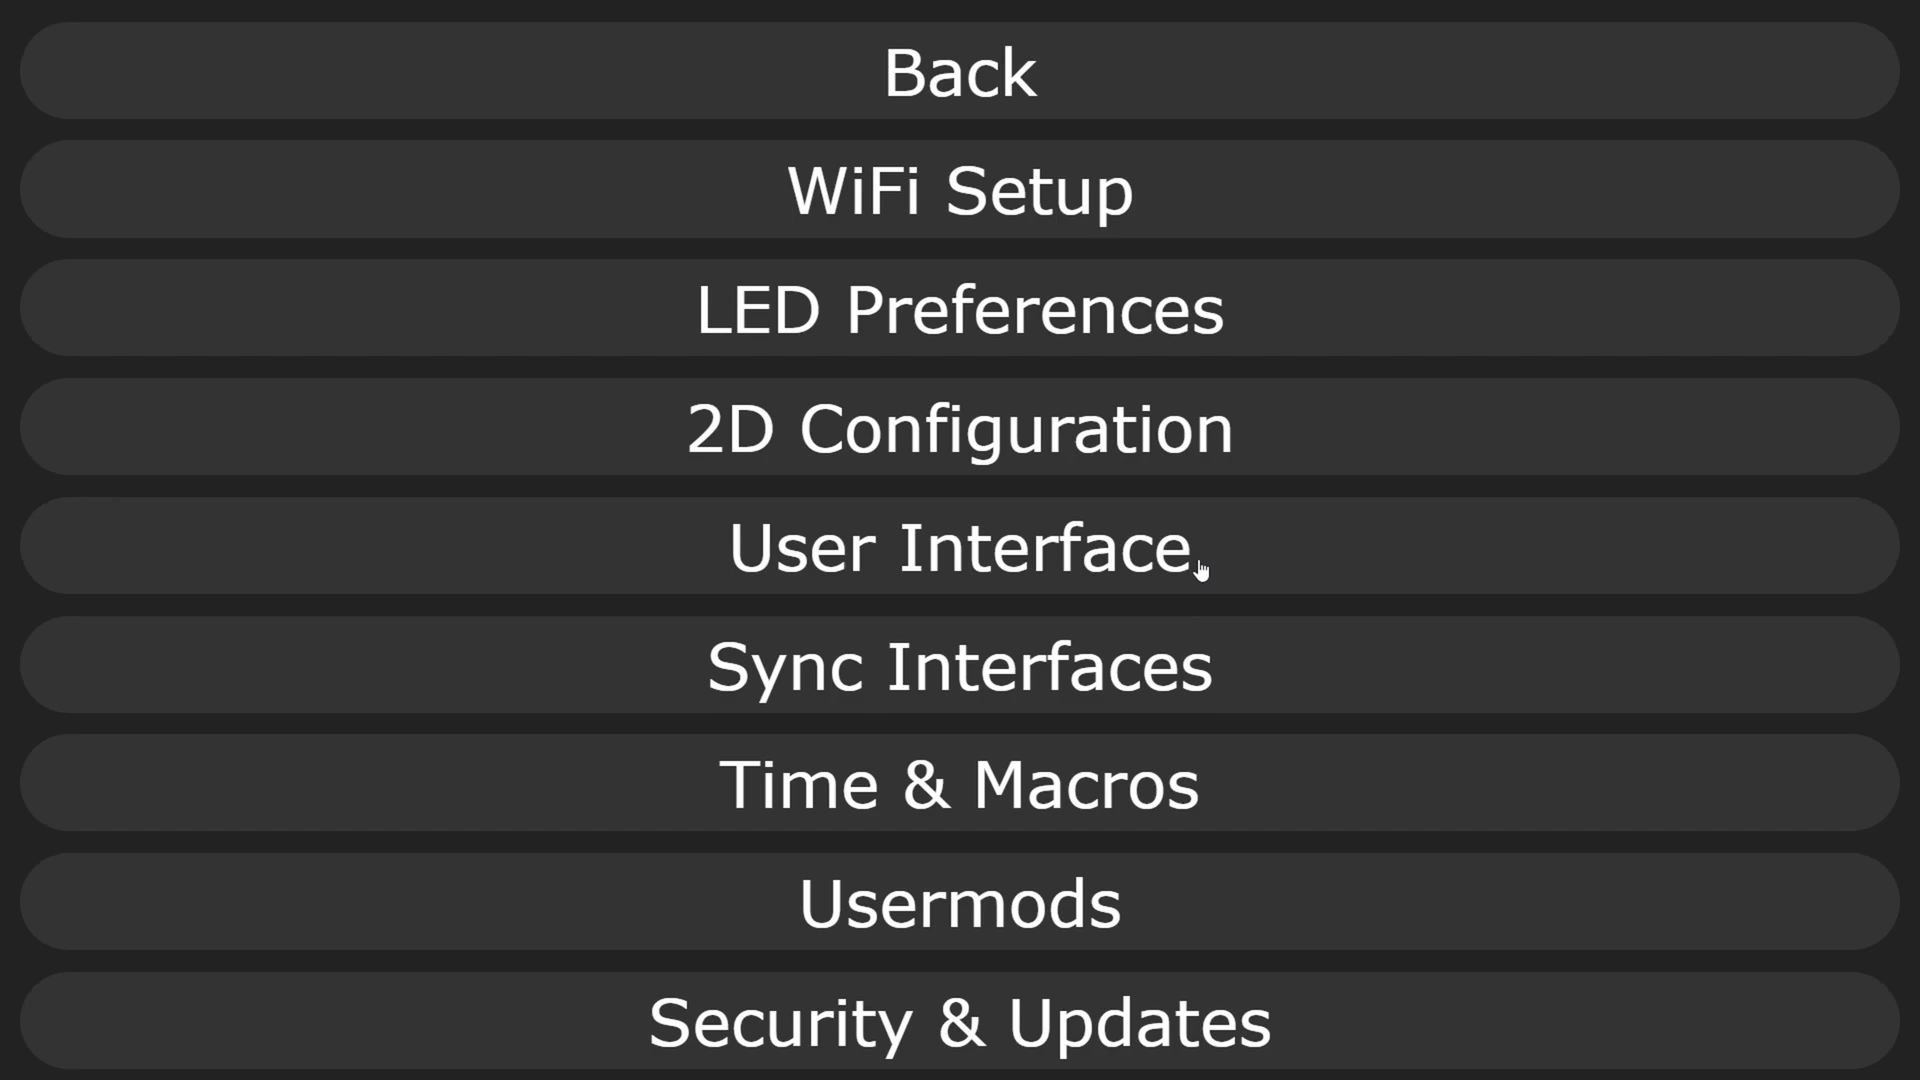 Back
WiFi Setup
LED Preferences
2D Configuration
User Interface
Sync Interfaces
Time & Macros
Usermods
Security & Updates